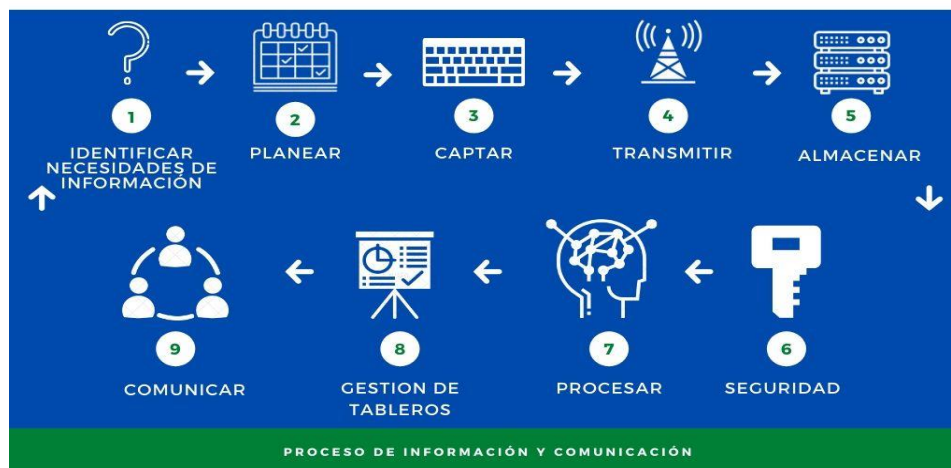 1
IDENTIFICAR
NECESIDADES DE
INFORMACIÓN
2
PLANEAR
3
CAPTAR
4
TRANSMITIR
5
ALMACENAR
6
SEGURIDAD
7
PROCESAR
8
GESTION DE
TABLEROS
9
COMUNICAR
PROCESO DE INFORMACIÓN Y COMUNICACIÓN